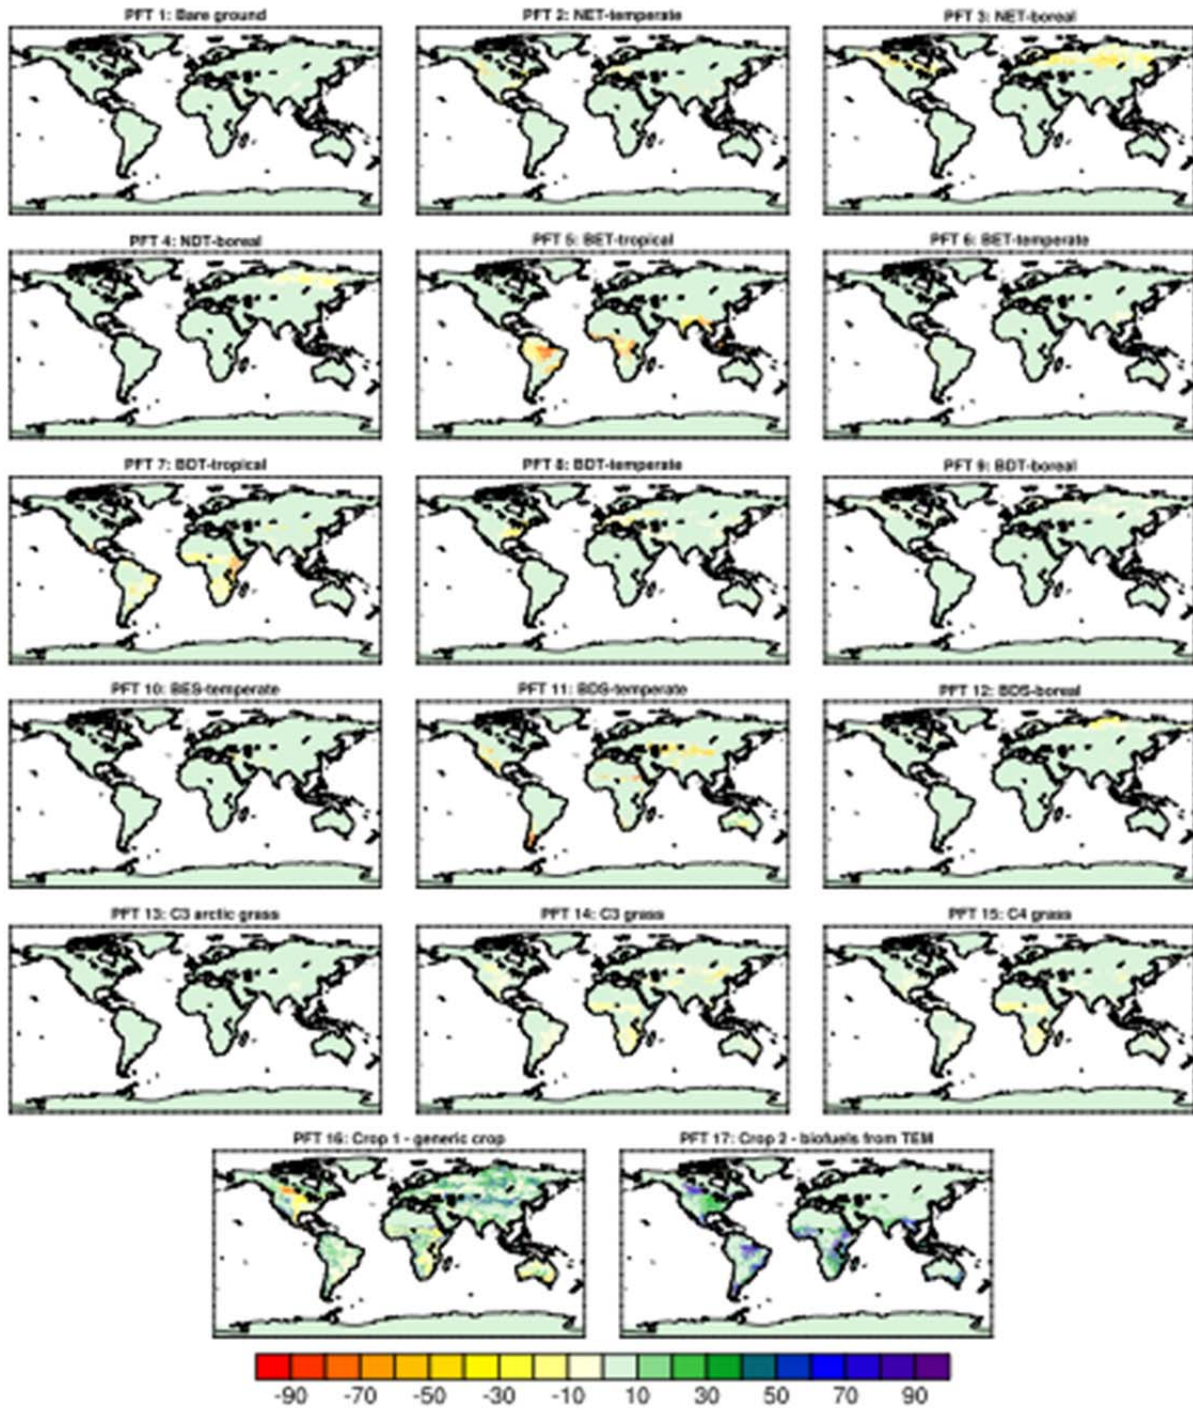 PFT 1: Bare ground
PFT 2: NET-temperate
PFT 3: NET-boreal
PFT 4: NDT-boreal
PFT 5: BET-tropical
PFT 6: BET-temperate
PFT 7: BDT-tropical
PFT 8: BDT-temperate
PFT 9: BDT-boreal
PFT 10: BES-temperate
PFT 11: BDS-temperate
PFT 12: BDS-boreal
PFT 13: C3 arctic grass
PFT 14: C3 grass
PFT 15: C4 grass
PFT 16: Crop 1 - generic crop
PFT 17: Crop 2 - biofuels from TEM
-90 -70 -50 -30 -10 10 30 50 70 90